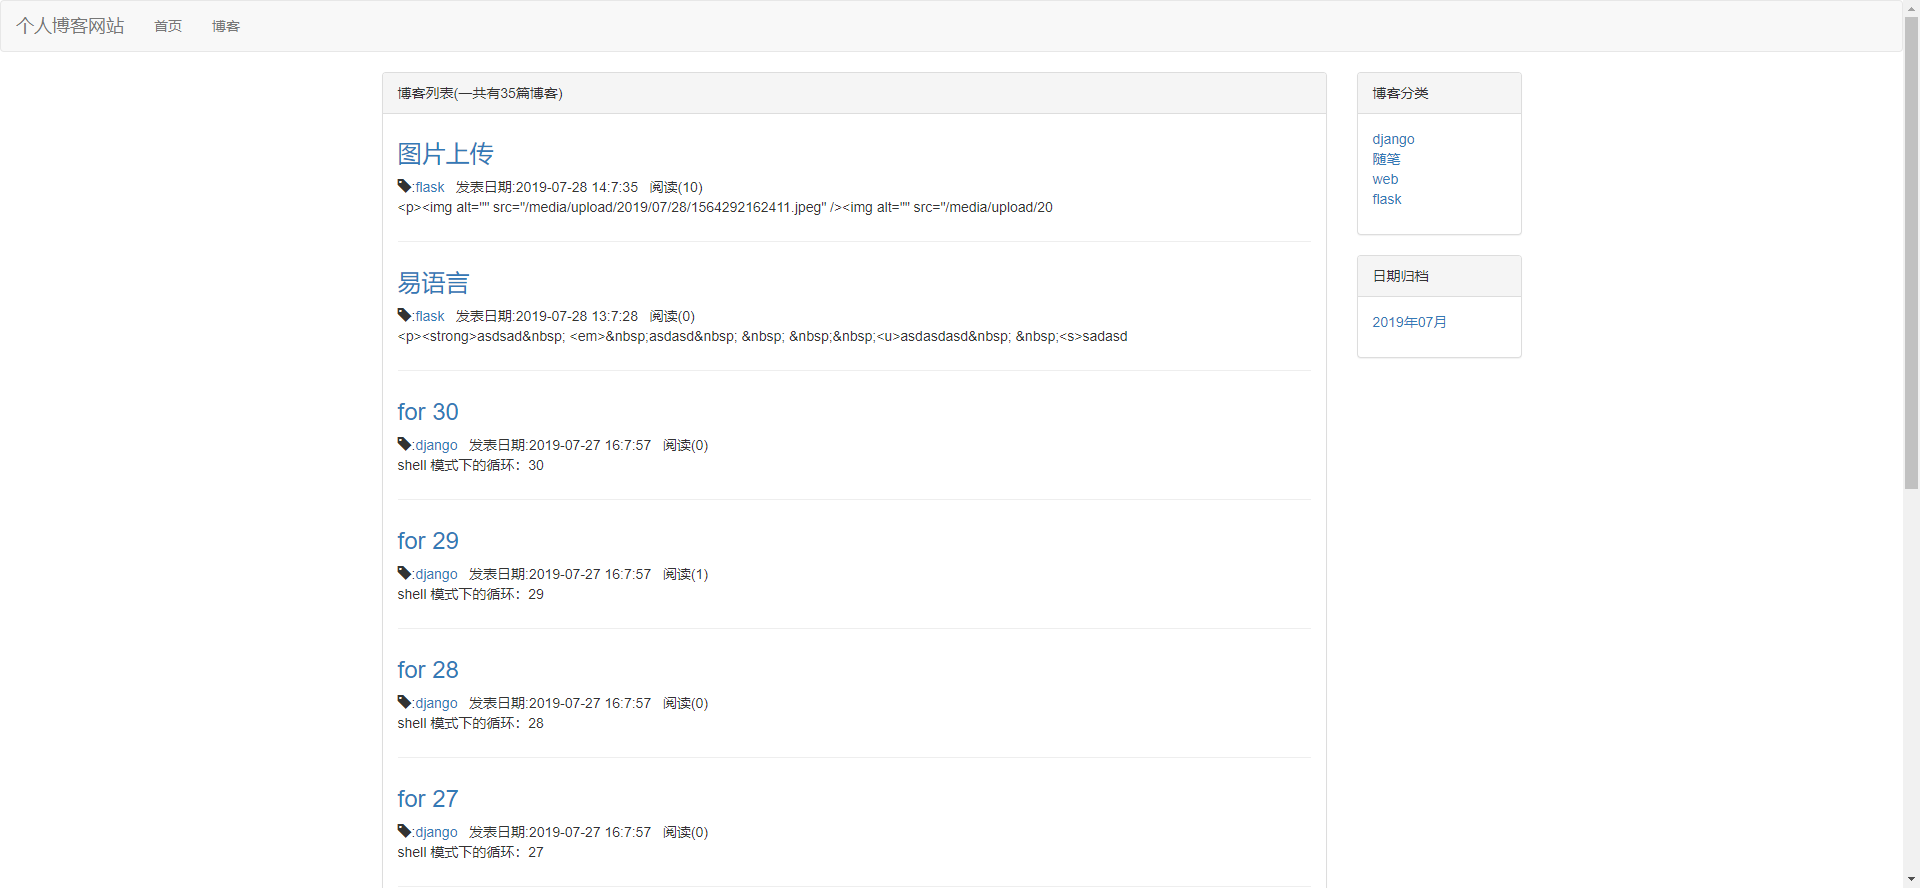 个人博客网站 首页 博客
博客列表(一共有35篇博客)
图片上传
:flask 发表日期:2019-07-28 14:7:35 阅读(10)
<p><img alt="" src="/media/upload/2019/07/28/1564292162411.jpeg" /><img alt="" src="/media/upload/20
易语言
:flask 发表日期:2019-07-28 13:7:28 阅读(0)
<p><strong>asdsad&nbsp; <em>&nbsp;asdasd&nbsp; &nbsp; &nbsp;&nbsp;<u>asdasdasd&nbsp; &nbsp;<s>sadasd
for 30
:django 发表日期:2019-07-27 16:7:57 阅读(0)
shell 模式下的循环：30
for 29
:django 发表日期:2019-07-27 16:7:57 阅读(1)
shell 模式下的循环：29
for 28
:django 发表日期:2019-07-27 16:7:57 阅读(0)
shell 模式下的循环：28
for 27
:django 发表日期:2019-07-27 16:7:57 阅读(0)
shell 模式下的循环：27
博客分类
django
随笔
web
flask
日期归档
2019年07月